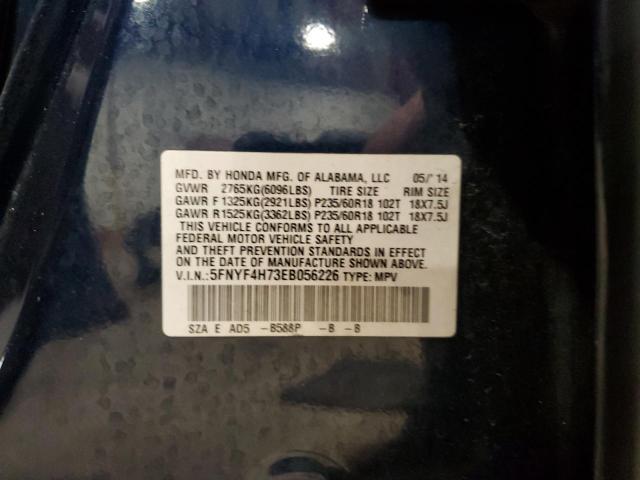 MFD. BY HONDA MFG. OF ALABAMA, LLC 05/'14
GVWR 2765KG(6096LBS) TIRE SIZE RIM SIZE
GAWR F 1325KG(2921LBS) P235/60R18 102T 18X7.5J
GAWR R 1525KG(3362LBS) P235/60R18 102T 18X7.5J
THIS VEHICLE CONFORMS TO ALL APPLICABLE
FEDERAL MOTOR VEHICLE SAFETY
AND THEFT PREVENTION STANDARDS IN EFFECT ON
THE DATE OF MANUFACTURE SHOWN ABOVE.
V.I.N.: 5FNYF4H73EB056226 TYPE: MPV
SZA E AD5 -B588P -B -B